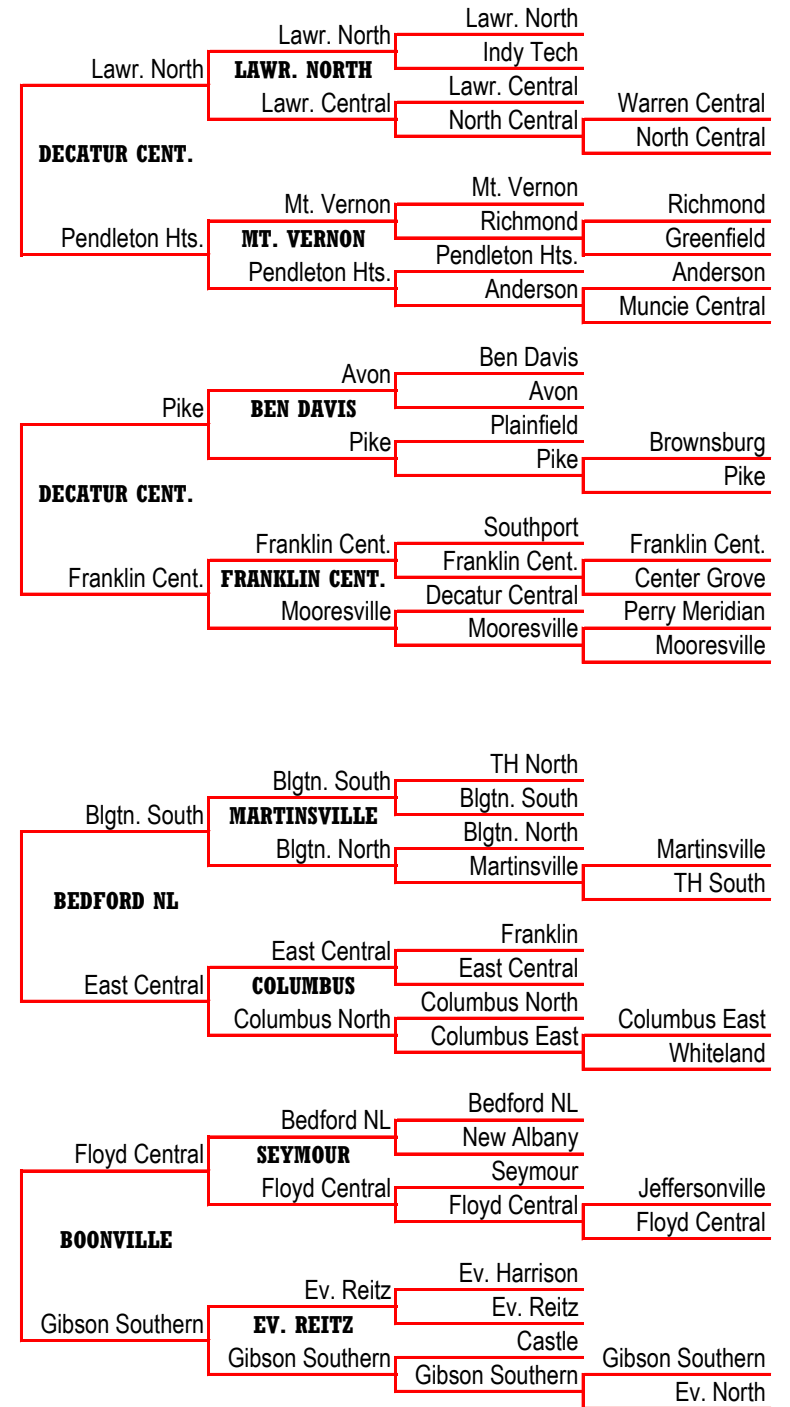 Lawr. North
Lawr. North
Indy Tech
Lawr. North
LAWR. NORTH
Lawr. Central
Lawr. Central
Warren Central
North Central
North Central
DECATUR CENT.
Mt. Vernon
Mt. Vernon
Richmond
Richmond
Pendleton Hts.
MT. VERNON
Greenfield
Pendleton Hts.
Pendleton Hts.
Anderson
Anderson
Muncie Central
Ben Davis
Avon
Avon
Pike
BEN DAVIS
Plainfield
Pike
Brownsburg
Pike
Pike
DECATUR CENT.
Southport
Franklin Cent.
Franklin Cent.
Franklin Cent.
Franklin Cent.
FRANKLIN CENT.
Center Grove
Decatur Central
Mooresville
Perry Meridian
Mooresville
Mooresville
TH North
Blgtn. South
Blgtn. South
Blgtn. South
MARTINSVILLE
Blgtn. North
Blgtn. North
Martinsville
Martinsville
TH South
BEDFORD NL
Franklin
East Central
East Central
East Central
COLUMBUS
Columbus North
Columbus North
Columbus East
Columbus East
Whiteland
Bedford NL
Bedford NL
New Albany
Floyd Central
SEYMOUR
Seymour
Floyd Central
Jeffersonville
Floyd Central
Floyd Central
BOONVILLE
Ev. Harrison
Ev. Reitz
Ev. Reitz
Gibson Southern
EV. REITZ
Castle
Gibson Southern
Gibson Southern
Gibson Southern
Ev. North